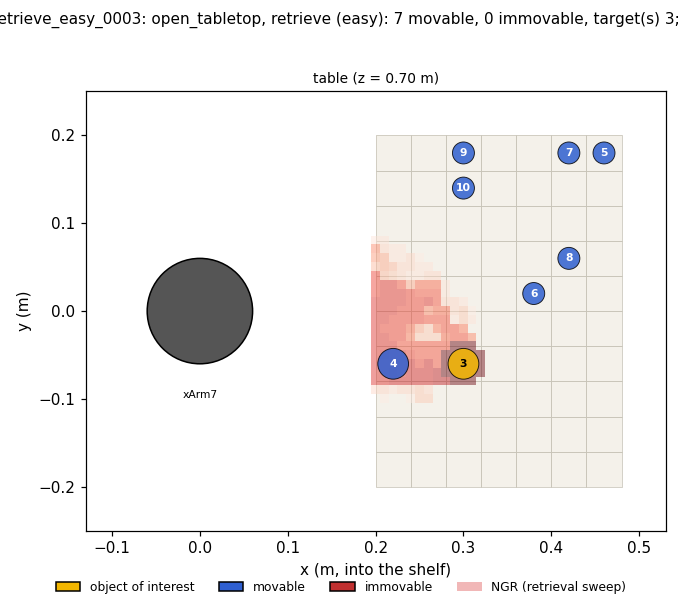 etrieve_easy_0003: open_tabletop, retrieve (easy): 7 movable, 0 immovable, target(s) 3;
table (z = 0.70 m)
0.2
0.1
0.0
−0.1
−0.2
y (m)
9
7
5
10
8
6
4
3
xArm7
−0.1
0.0
0.1
0.2
0.3
0.4
0.5
x (m, into the shelf)
object of interest
movable
immovable
NGR (retrieval sweep)